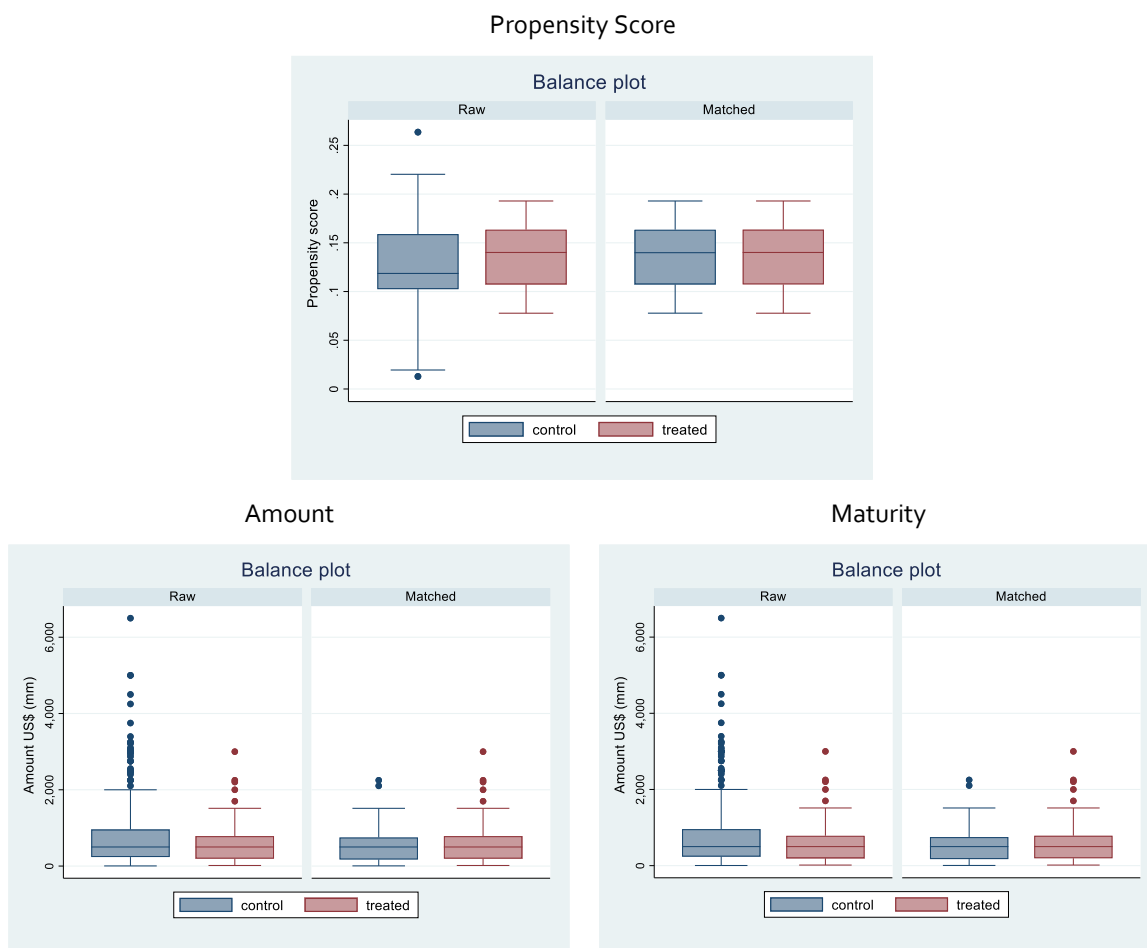 Propensity Score
Balance plot
Raw Matched
Propensity score
.25
.2
.15
.1
.05
0
control treated
Amount
Balance plot
Raw Matched
Amount US$ (mm)
6,000
4,000
2,000
0
control treated
Maturity
Balance plot
Raw Matched
Amount US$ (mm)
6,000
4,000
2,000
0
control treated